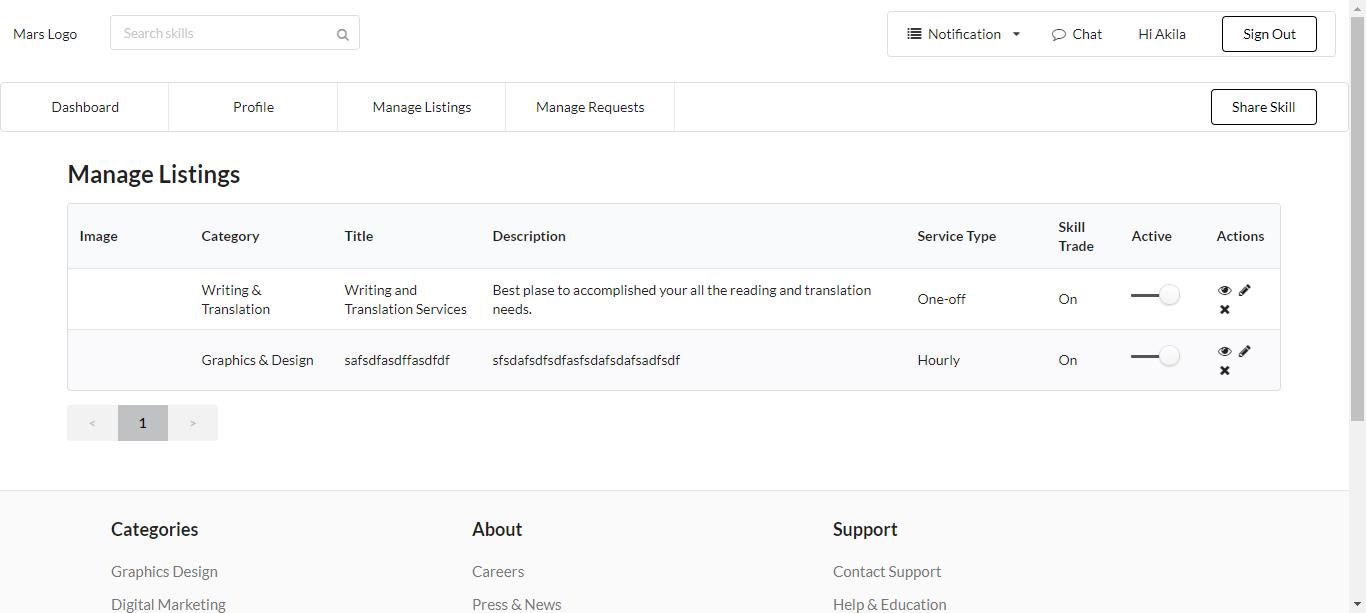 Mars Logo
Search skills
Notification
Chat
Hi Akila
Sign Out
Dashboard
Profile
Manage Listings
Manage Requests
Share Skill
Manage Listings
Image
Category
Title
Description
Service Type
Skill
Trade
Active
Actions
Writing &
Translation
Writing and
Translation Services
Best plase to accomplished your all the reading and translation
needs.
One-off
On
Graphics & Design
safsdfasdffasdfdf
sfsdafsdfsdfasfsdafsdafsadfsdf
Hourly
On
<
1
>
Categories
About
Support
Graphics Design
Careers
Contact Support
Digital Marketing
Press & News
Help & Education